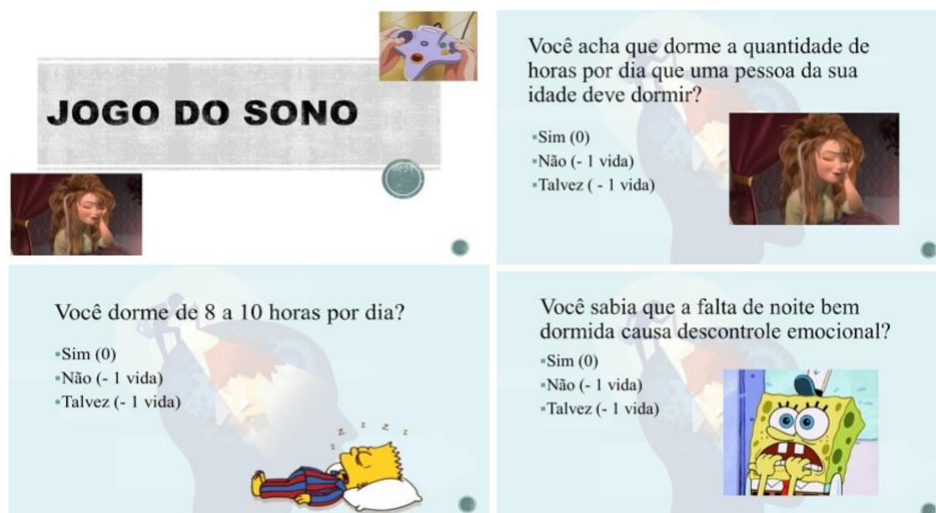 JOGO DO SONO
Você acha que dorme a quantidade de
horas por dia que uma pessoa da sua
idade deve dormir?
▪Sim (0)
▪Não (- 1 vida)
▪Talvez ( - 1 vida)
Você dorme de 8 a 10 horas por dia?
▪Sim (0)
▪Não (- 1 vida)
▪Talvez (- 1 vida)
z z z z z
Você sabia que a falta de noite bem
dormida causa descontrole emocional?
▪Sim (0)
▪Não (- 1 vida)
▪Talvez (- 1 vida)